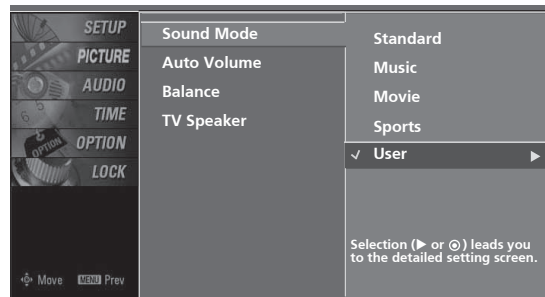 SETUP
PICTURE
AUDIO
TIME
OPTION
LOCK
Move MENU Prev
Sound Mode
Auto Volume
Balance
TV Speaker
Standard
Music
Movie
Sports
✓ User ▶
Selection (▶ or ◉) leads you
to the detailed setting screen.